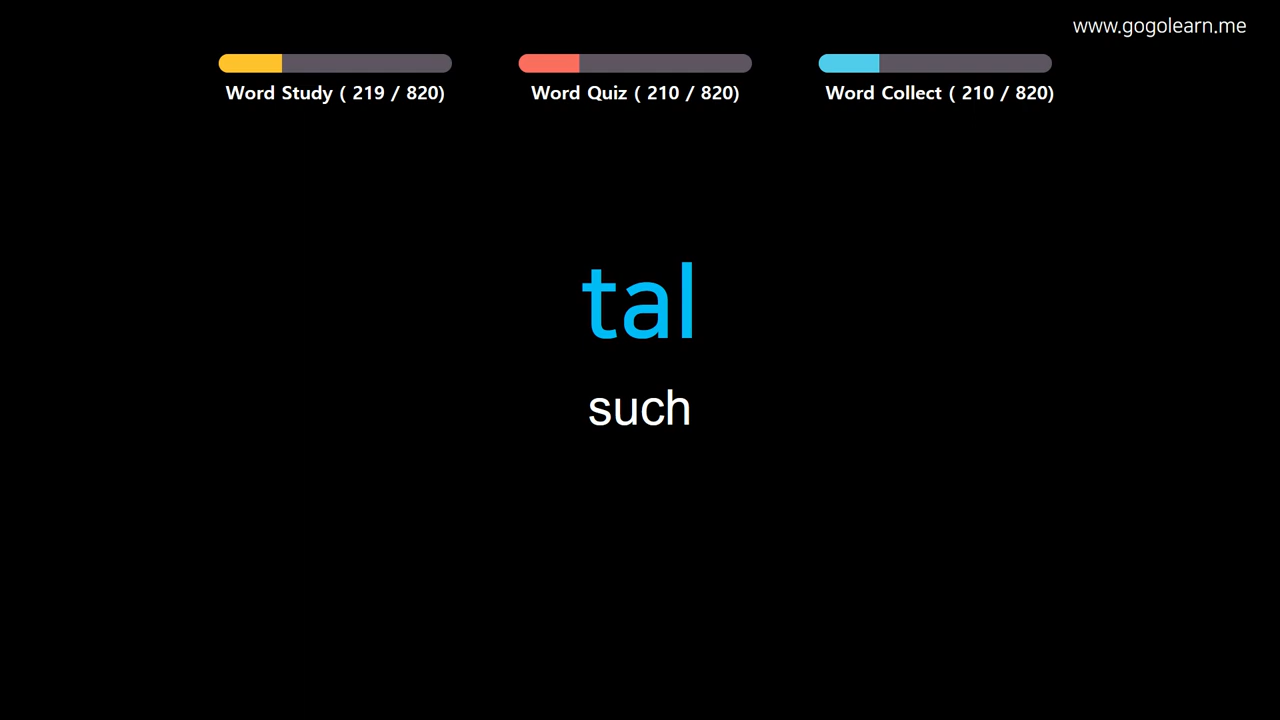 www.gogolearn.me
Word Study ( 219 / 820)
Word Quiz ( 210 / 820)
Word Collect ( 210 / 820)
tal
such